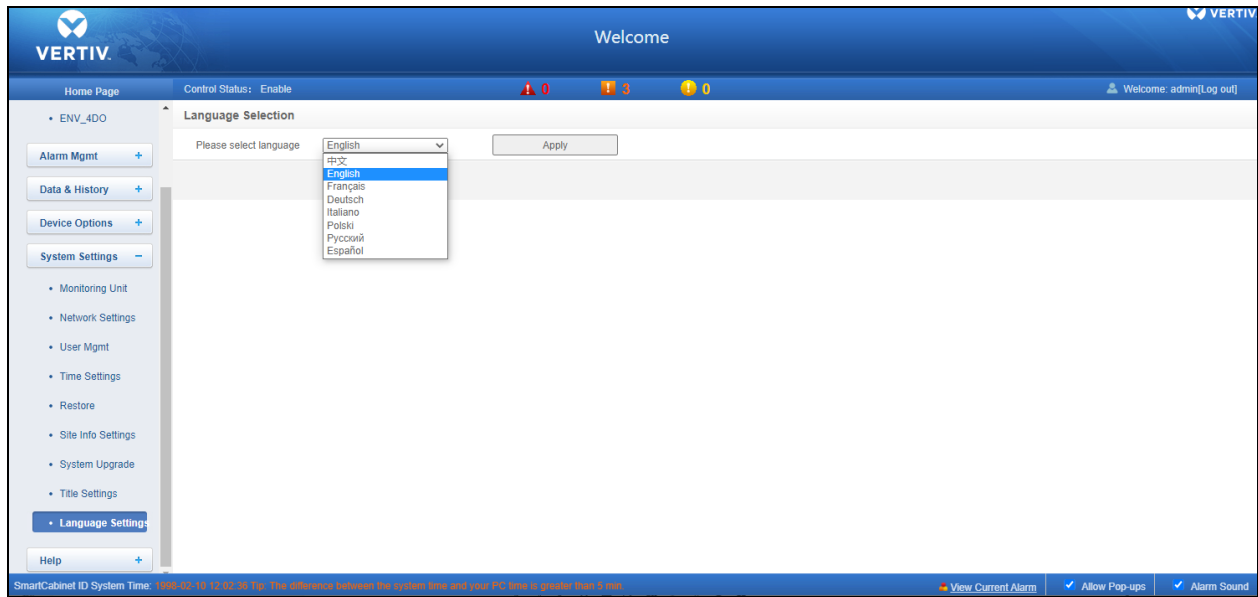 VERTIV.
Welcome
VERTIV
Home Page
Control Status: Enable
0
3
0
Welcome: admin[Log out]
ENV_4DO
Alarm Mgmt +
Data & History +
Device Options +
System Settings −
Monitoring Unit
Network Settings
User Mgmt
Time Settings
Restore
Site Info Settings
System Upgrade
Title Settings
Language Settings
Help +
Language Selection
Please select language
English
Apply
中文
English
Français
Deutsch
Italiano
Polski
Русский
Español
SmartCabinet ID System Time: 1998-02-10 12:02:36 Tip: The difference between the system time and your PC time is greater than 5 min.
View Current Alarm
Allow Pop-ups
Alarm Sound